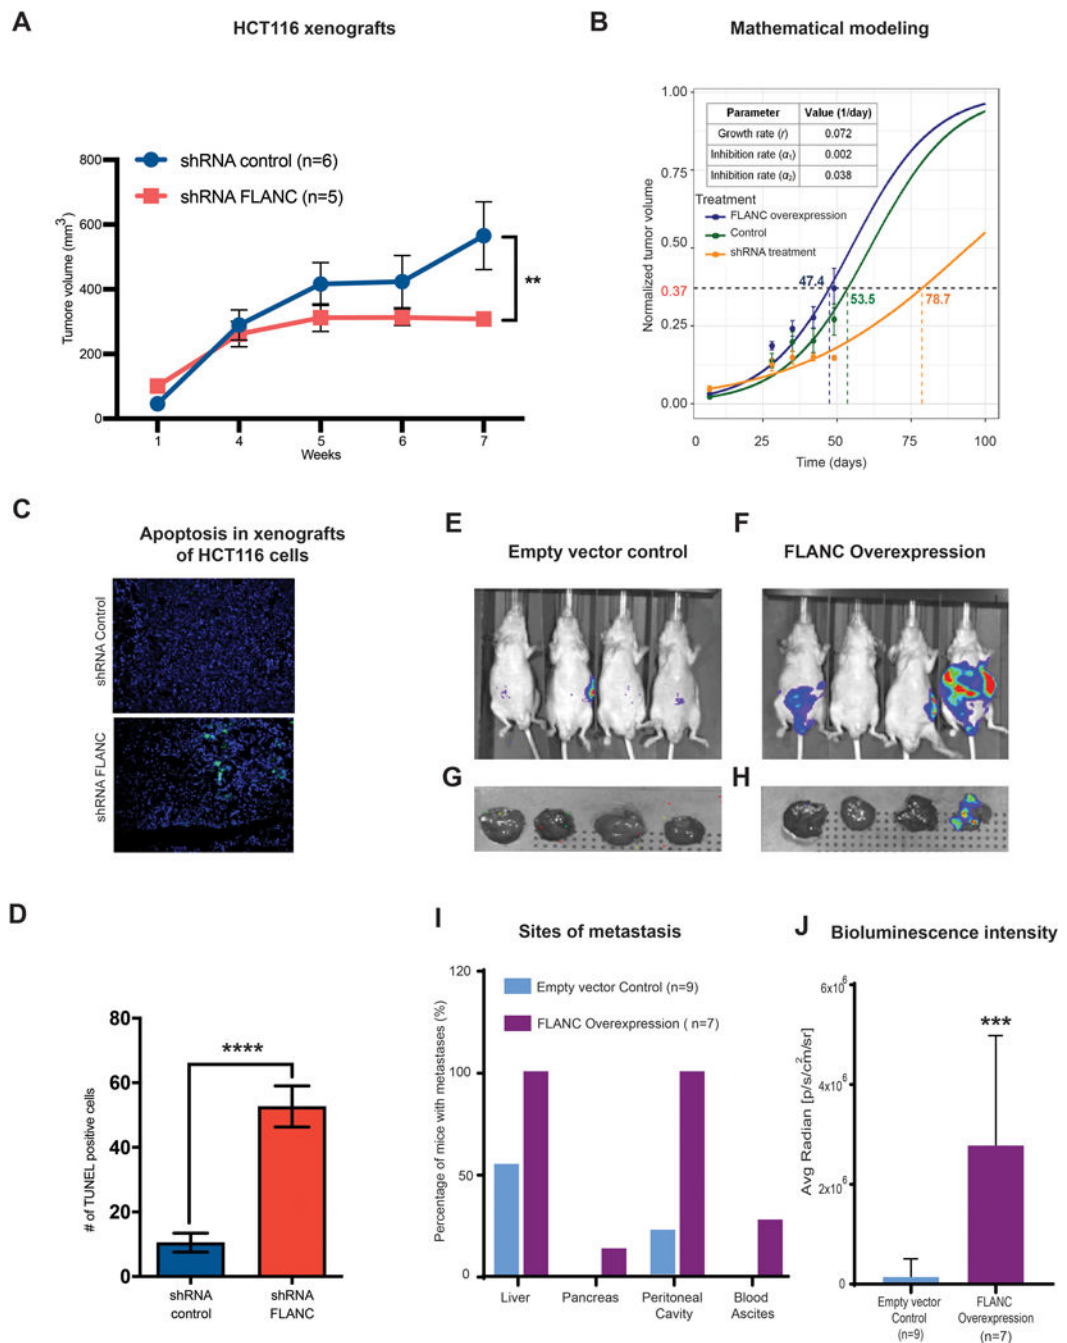 A
HCT116 xenografts
800
600
400
200
0
Tumore volume (mm3)
shRNA control (n=6)
shRNA FLANC (n=5)
**
1
4
5
6
7
Weeks
B
Mathematical modeling
1.00
0.75
0.50
0.37
0.25
0.00
Normalized tumor volume
Parameter Value (1/day)
Growth rate (r) 0.072
Inhibition rate (α1) 0.002
Inhibition rate (α2) 0.038
Treatment
FLANC overexpression
Control
shRNA treatment
47.4
53.5
78.7
0
25
50
75
100
Time (days)
C
Apoptosis in xenografts
of HCT116 cells
shRNA Control
shRNA FLANC
E
Empty vector control
F
FLANC Overexpression
G
H
D
60
40
20
0
80
# of TUNEL positive cells
****
shRNA
control
shRNA
FLANC
I
Sites of metastasis
120
100
50
0
Percentage of mice with metastases (%)
Empty vector Control (n=9)
FLANC Overexpression ( n=7)
Liver
Pancreas
Peritoneal
Cavity
Blood
Ascites
J
Bioluminescence intensity
6x10^6
4x10^6
2x10^6
0
Avg Radian [p/s/cm2/sr]
***
Empty vector
Control
(n=9)
FLANC
Overexpression
(n=7)